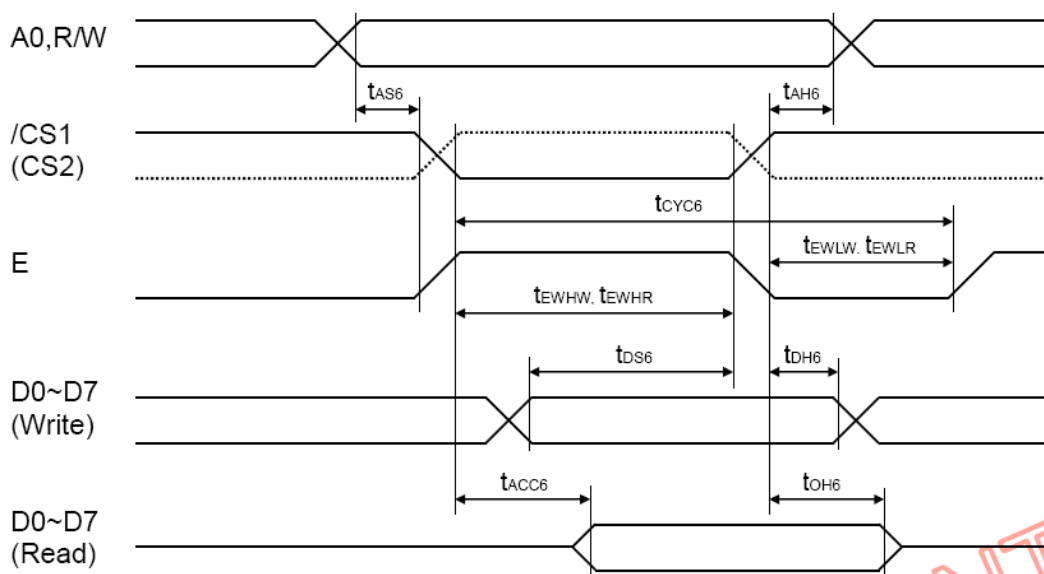 A0,R/W
tAS6
tAH6
/CS1
(CS2)
tCYC6
E
tEWLW. tEWLR
tEWHW, tEWHR
tDS6
tDH6
D0~D7
(Write)
tACC6
tOH6
D0~D7
(Read)